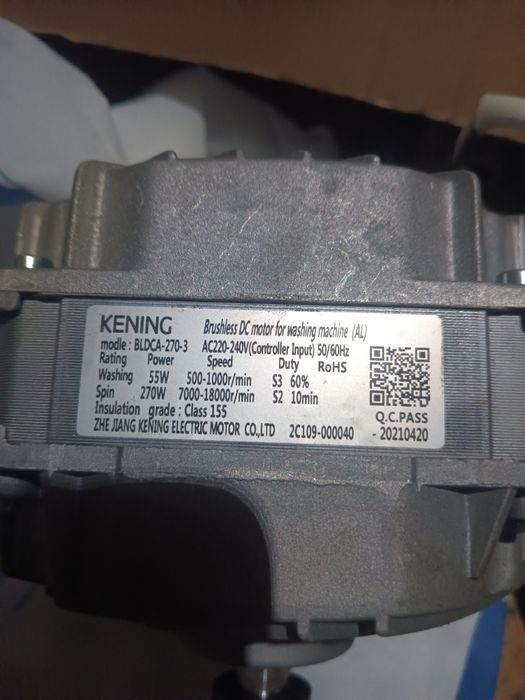 KENING Brushless DC motor for washing machine (AL)
modle : BLDCA-270-3 AC220-240V(Controller Input) 50/60Hz
Rating Power Speed Duty RoHS
Washing 55W 500-1000r/min S3 60%
Spin 270W 7000-18000r/min S2 10min
Insulation grade : Class 155 Q.C.PASS
ZHE JIANG KENING ELECTRIC MOTOR CO.,LTD 2C109-000040 20210420